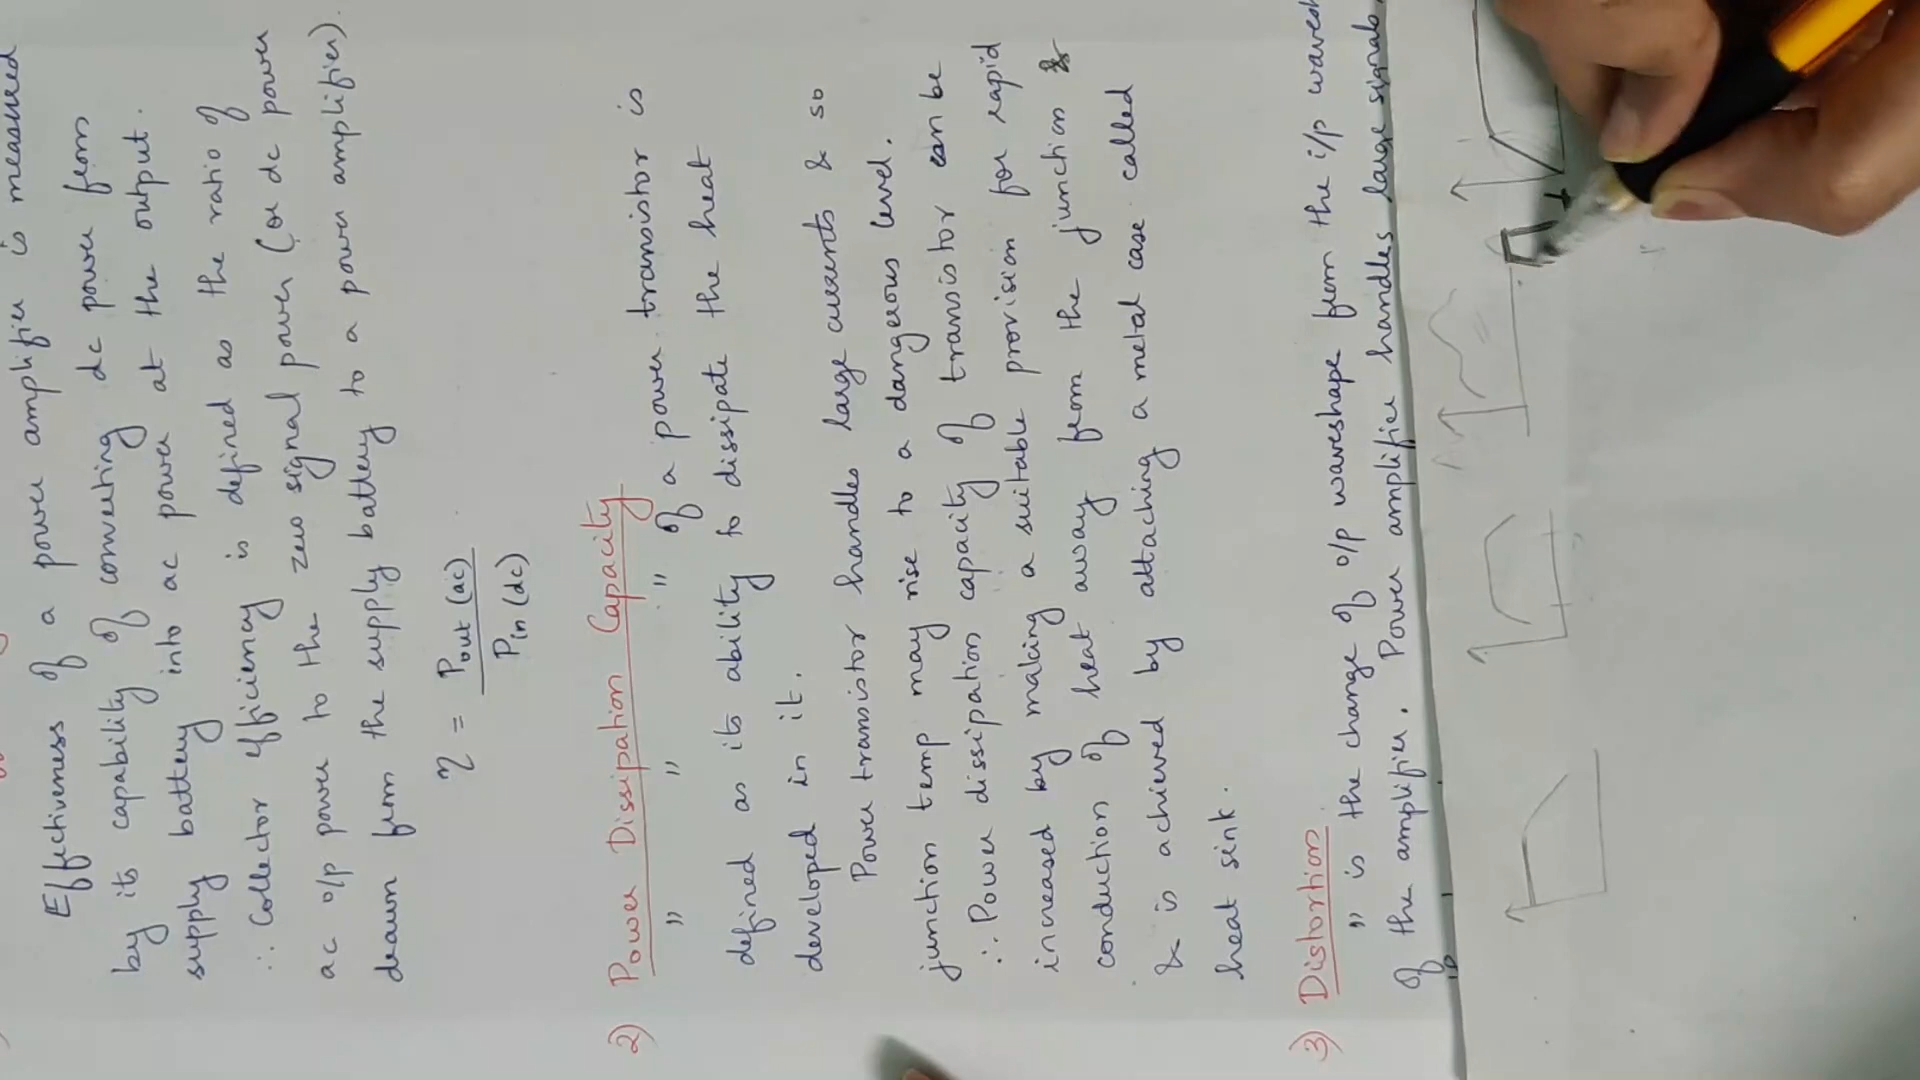 Effectiveness of a power amplifier is measured
by its capability of converting dc power from
supply battery into ac power at the output.
∴ Collector efficiency is defined as the ratio of
ac o/p power to the zero signal power (or dc power
drawn from the supply battery to a power amplifier)
η = Pout (ac) / Pin (dc)
2) Power Dissipation Capacity
" " " of a power transistor is
defined as its ability to dissipate the heat
developed in it.
Power transistor handles large currents & so
junction temp may rise to a dangerous level.
∴ Power dissipation capacity of transistor can be
increased by making a suitable provision for rapid
conduction of heat away from the junction &
& is achieved by attaching a metal case called
heat sink.
3) Distortion
" is the change of o/p waveshape from the i/p
of the amplifier. Power amplifier handles large signals.